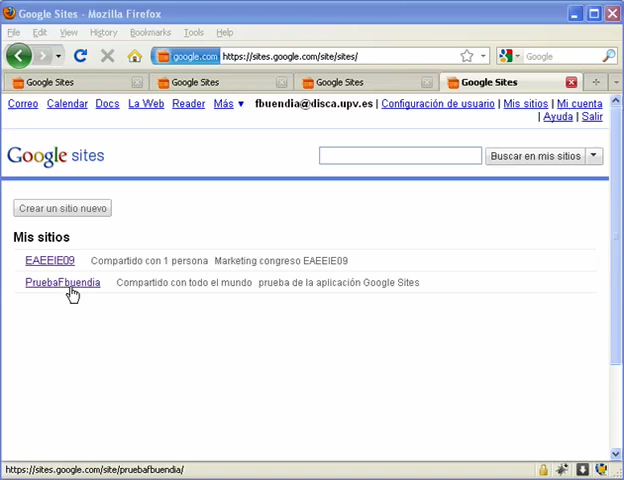 Google Sites - Mozilla Firefox
File Edit View History Bookmarks Tools Help
google.com https://sites.google.com/site/sites/ Google
Google Sites Google Sites Google Sites Google Sites
Correo Calendar Docs La Web Reader Más ▼ fbuendia@disca.upv.es | Configuración de usuario | Mis sitios | Mi cuenta
| Ayuda | Salir
Google sites Buscar en mis sitios
Crear un sitio nuevo
Mis sitios
EAEEIE09 Compartido con 1 persona Marketing congreso EAEEIE09
PruebaFbuendia Compartido con todo el mundo prueba de la aplicación Google Sites
https://sites.google.com/site/pruebafbuendia/